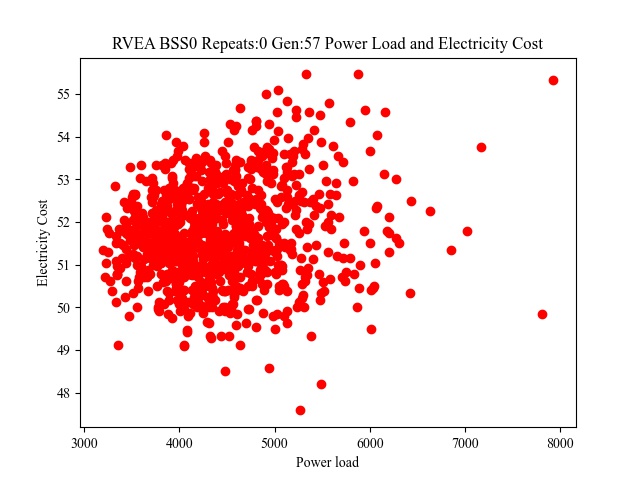 RVEA BSS0 Repeats:0 Gen:57 Power Load and Electricity Cost
55
54
53
52
51
50
49
48
Electricity Cost
3000 4000 5000 6000 7000 8000
Power load